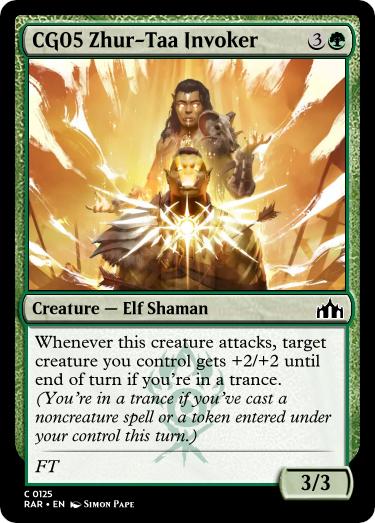 CG05 Zhur-Taa Invoker 3
Creature — Elf Shaman
Whenever this creature attacks, target
creature you control gets +2/+2 until
end of turn if you're in a trance.
(You're in a trance if you've cast a
noncreature spell or a token entered under
your control this turn.)
FT
3/3
C 0125
RAR • EN Simon Pape